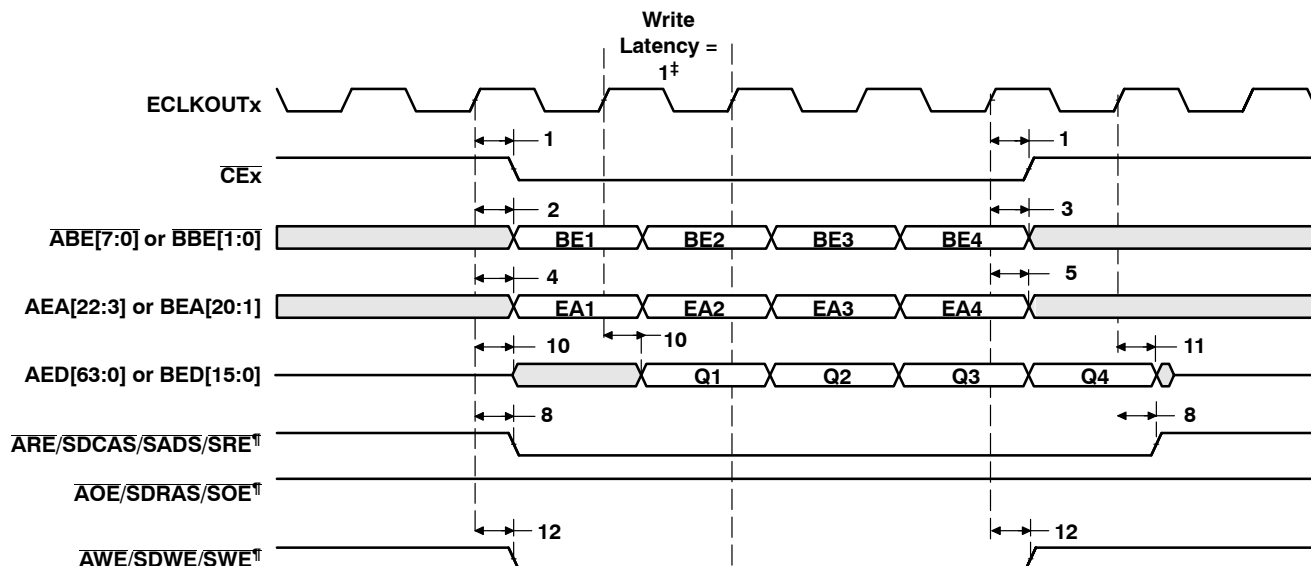 Write
Latency =
1‡
ECLKOUTx
1 1
CEx
2 3
ABE[7:0] or BBE[1:0] BE1 BE2 BE3 BE4
4 5
AEA[22:3] or BEA[20:1] EA1 EA2 EA3 EA4
10 10 11
AED[63:0] or BED[15:0] Q1 Q2 Q3 Q4
8 8
ARE/SDCAS/SADS/SRE¶
AOE/SDRAS/SOE¶
12 12
AWE/SDWE/SWE¶